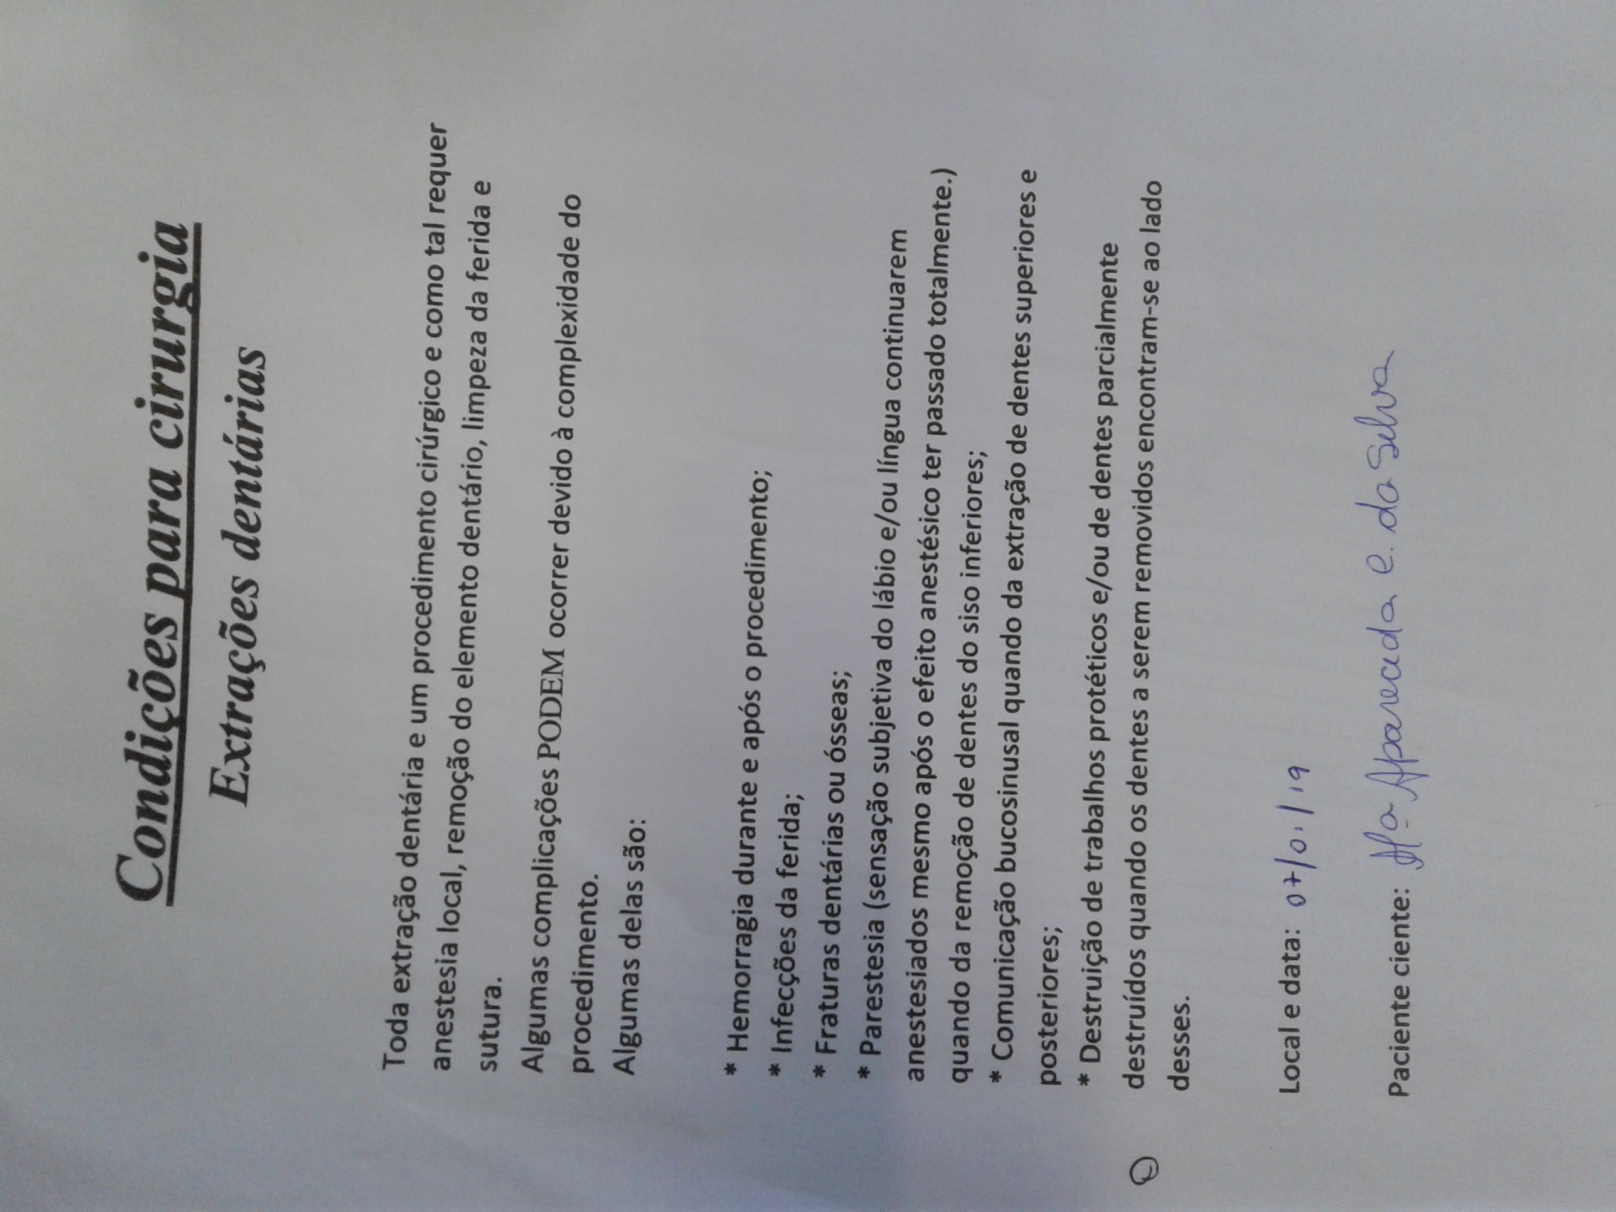 Condições para cirurgia
Extrações dentárias
Toda extração dentária e um procedimento cirúrgico e como tal requer
anestesia local, remoção do elemento dentário, limpeza da ferida e
sutura.
Algumas complicações PODEM ocorrer devido à complexidade do
procedimento.
Algumas delas são:
* Hemorragia durante e após o procedimento;
* Infecções da ferida;
* Fraturas dentárias ou ósseas;
* Parestesia (sensação subjetiva do lábio e/ou língua continuarem
anestesiados mesmo após o efeito anestésico ter passado totalmente.)
quando da remoção de dentes do siso inferiores;
* Comunicação bucosinusal quando da extração de dentes superiores e
posteriores;
* Destruição de trabalhos protéticos e/ou de dentes parcialmente
destruídos quando os dentes a serem removidos encontram-se ao lado
desses.
Local e data: 07/01/19
Paciente ciente: Mª Aparecida E. da Silva